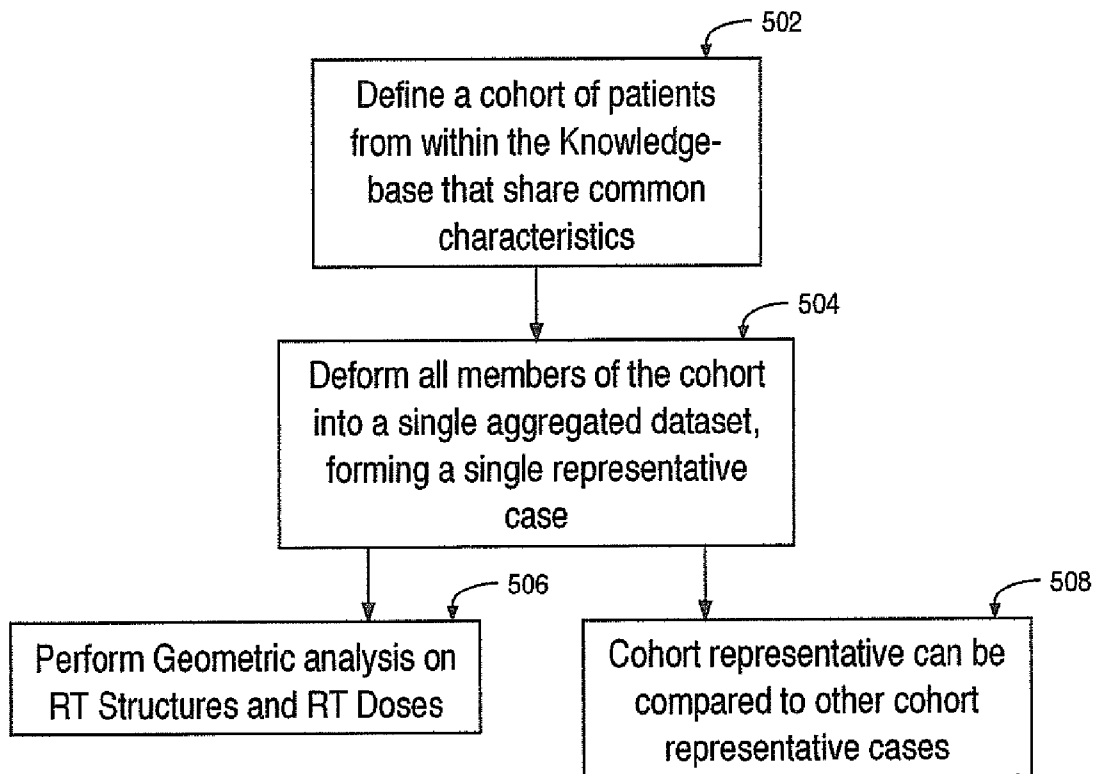 502
Define a cohort of patients
from within the Knowledge-
base that share common
characteristics
504
Deform all members of the cohort
into a single aggregated dataset,
forming a single representative
case
506
Perform Geometric analysis on
RT Structures and RT Doses
508
Cohort representative can be
compared to other cohort
representative cases